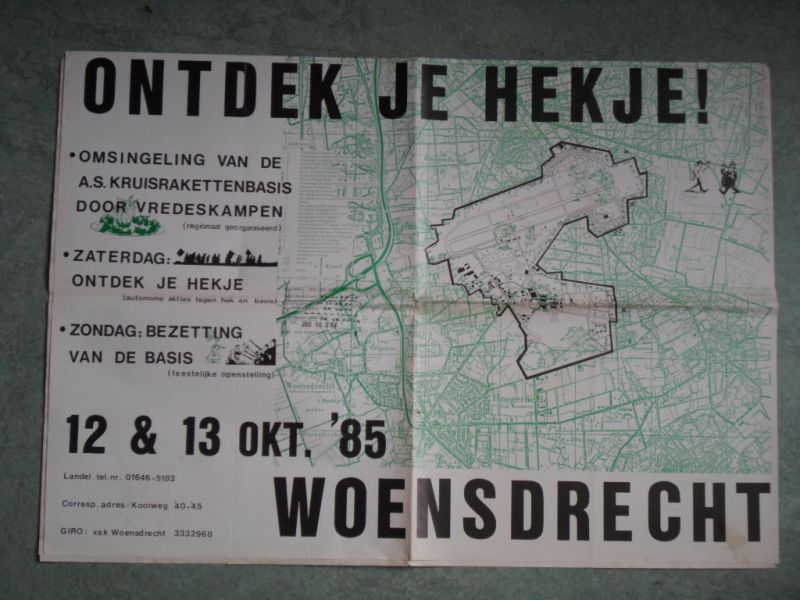 ONTDEK JE HEKJE!
• OMSINGELING VAN DE
A.S. KRUISRAKETTENBASIS
DOOR VREDESKAMPEN
(regionaal georganiseerd)
• ZATERDAG:
ONTDEK JE HEKJE
(autonome akties tegen hek en basis)
• ZONDAG: BEZETTING
VAN DE BASIS
(feestelijke openstelling)
Woensdrecht
Hoogerheide
12 & 13 OKT. '85
Landel. tel. nr. 01646-5183
Corresp. adres: Kooiweg '40-'45
GIRO: v.a.k. Woensdrecht 3332968
WOENSDRECHT